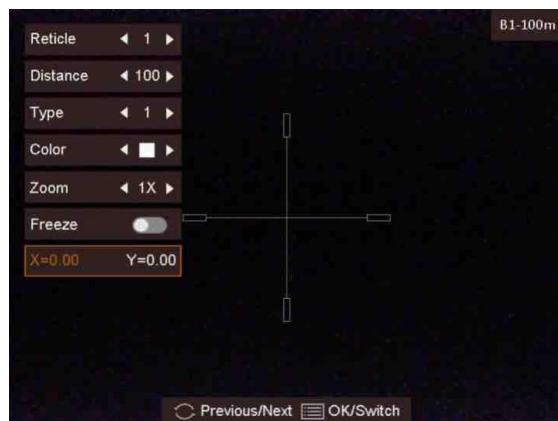 B1-100m
Reticle 1
Distance 100
Type 1
Color
Zoom 1X
Freeze
X=0.00 Y=0.00
Previous/Next OK/Switch